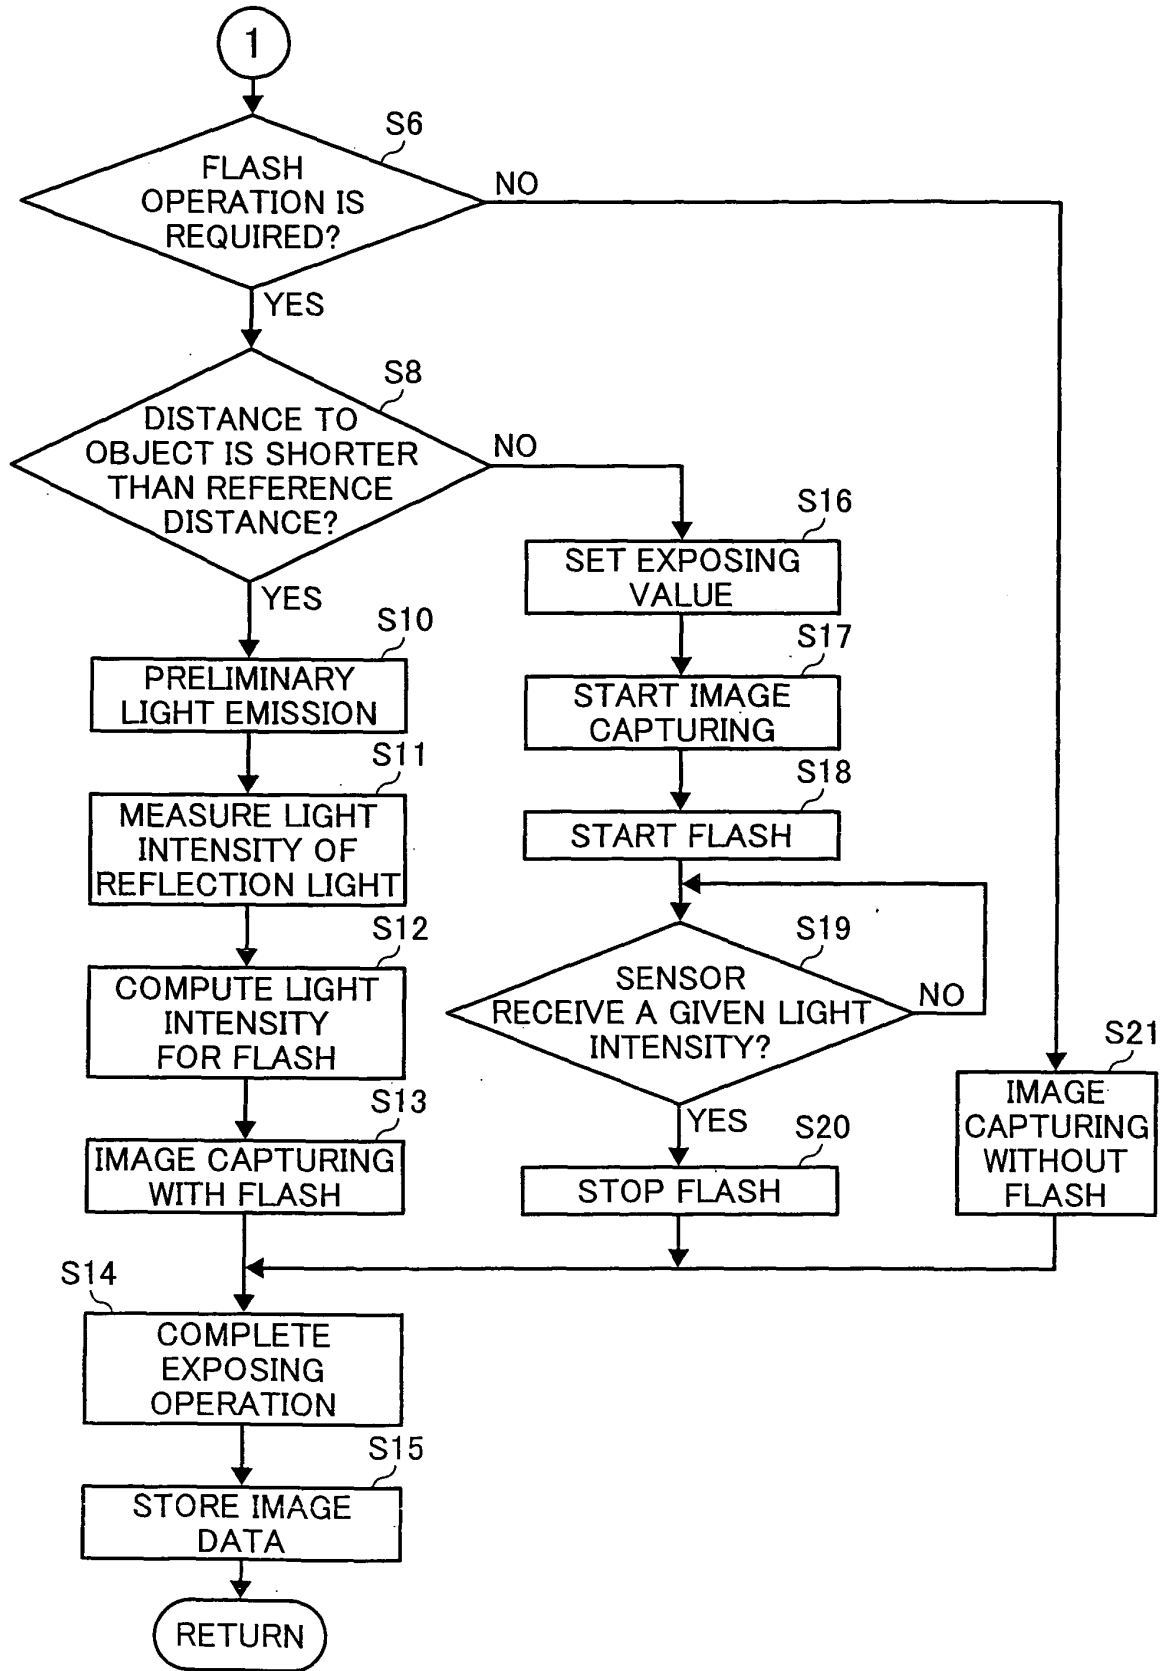 1
S6
FLASH
OPERATION IS
REQUIRED?
NO
YES
S8
DISTANCE TO
OBJECT IS SHORTER
THAN REFERENCE
DISTANCE?
NO
YES
S10
PRELIMINARY
LIGHT EMISSION
S11
MEASURE LIGHT
INTENSITY OF
REFLECTION LIGHT
S12
COMPUTE LIGHT
INTENSITY
FOR FLASH
S13
IMAGE CAPTURING
WITH FLASH
S16
SET EXPOSING
VALUE
S17
START IMAGE
CAPTURING
S18
START FLASH
S19
SENSOR
RECEIVE A GIVEN LIGHT
INTENSITY?
NO
YES
S20
STOP FLASH
S21
IMAGE
CAPTURING
WITHOUT
FLASH
S14
COMPLETE
EXPOSING
OPERATION
S15
STORE IMAGE
DATA
RETURN